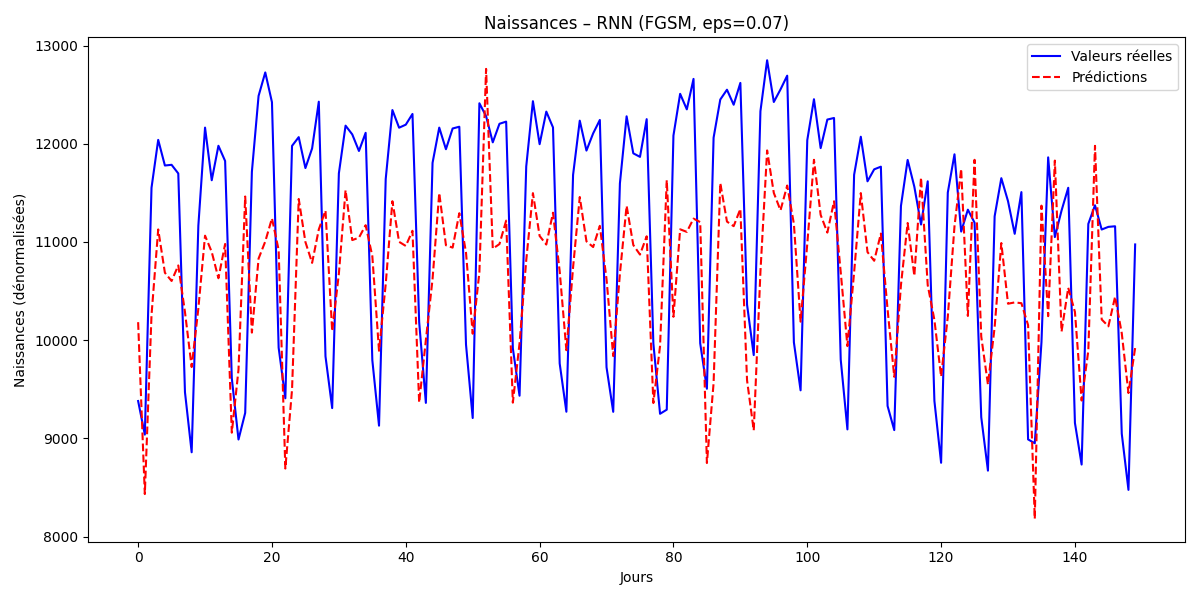 Naissances – RNN (FGSM, eps=0.07)
Valeurs réelles
Prédictions
Naissances (dénormalisées)
13000
12000
11000
10000
9000
8000
0 20 40 60 80 100 120 140
Jours